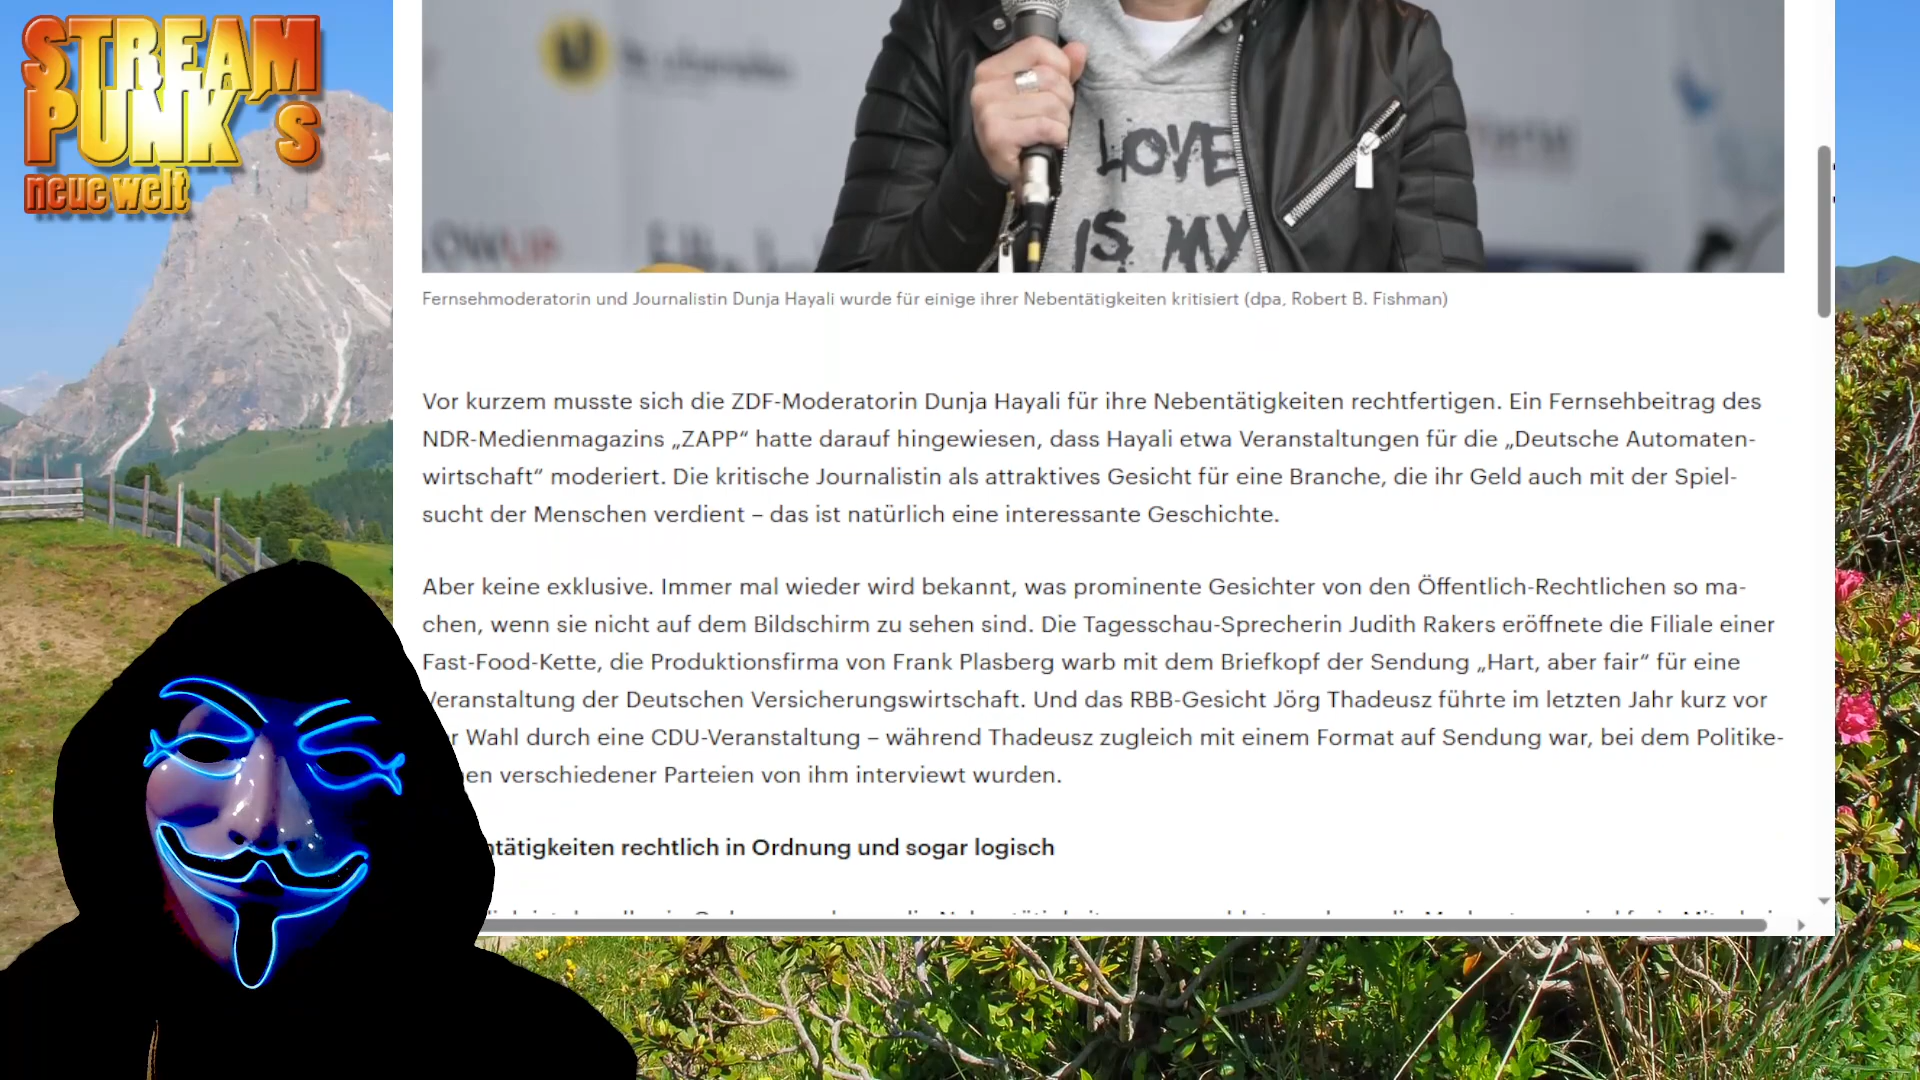 STREAM
PUNK´s
neue welt
LOVE
IS MY
Fernsehmoderatorin und Journalistin Dunja Hayali wurde für einige ihrer Nebentätigkeiten kritisiert (dpa, Robert B. Fishman)
Vor kurzem musste sich die ZDF-Moderatorin Dunja Hayali für ihre Nebentätigkeiten rechtfertigen. Ein Fernsehbeitrag des
NDR-Medienmagazins „ZAPP“ hatte darauf hingewiesen, dass Hayali etwa Veranstaltungen für die „Deutsche Automaten-
wirtschaft“ moderiert. Die kritische Journalistin als attraktives Gesicht für eine Branche, die ihr Geld auch mit der Spiel-
sucht der Menschen verdient – das ist natürlich eine interessante Geschichte.
Aber keine exklusive. Immer mal wieder wird bekannt, was prominente Gesichter von den Öffentlich-Rechtlichen so ma-
chen, wenn sie nicht auf dem Bildschirm zu sehen sind. Die Tagesschau-Sprecherin Judith Rakers eröffnete die Filiale einer
Fast-Food-Kette, die Produktionsfirma von Frank Plasberg warb mit dem Briefkopf der Sendung „Hart, aber fair“ für eine
Veranstaltung der Deutschen Versicherungswirtschaft. Und das RBB-Gesicht Jörg Thadeusz führte im letzten Jahr kurz vor
r Wahl durch eine CDU-Veranstaltung – während Thadeusz zugleich mit einem Format auf Sendung war, bei dem Politike-
nen verschiedener Parteien von ihm interviewt wurden.
ntätigkeiten rechtlich in Ordnung und sogar logisch